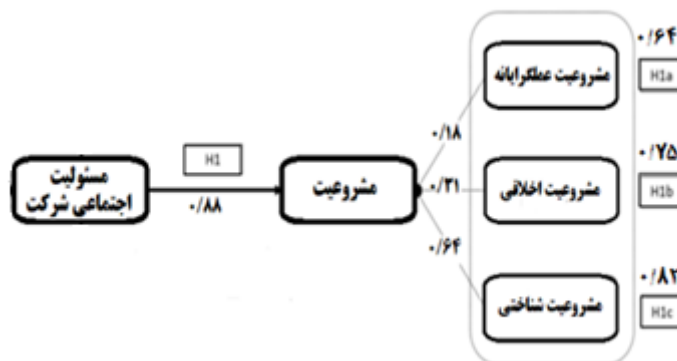 ۰/۶۴
مشروعیت عملگرایانه
H1a
۰/۱۸
H1
۰/۷۵
مسئولیت
اجتماعی شرکت
۰/۸۸
مشروعیت
۰/۳۱
مشروعیت اخلاقی
H1b
۰/۶۴
۰/۸۲
مشروعیت شناختی
H1c